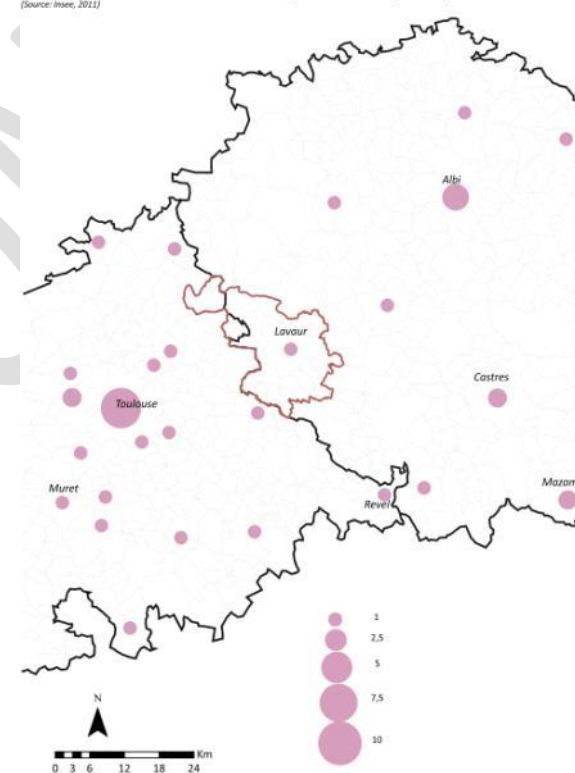 (Source: Insee, 2011)
Albi
Lavaur
Castres
Toulouse
Muret
Mazam
Revel
1
2,5
5
7,5
10
N
Km
0 3 6 12 18 24